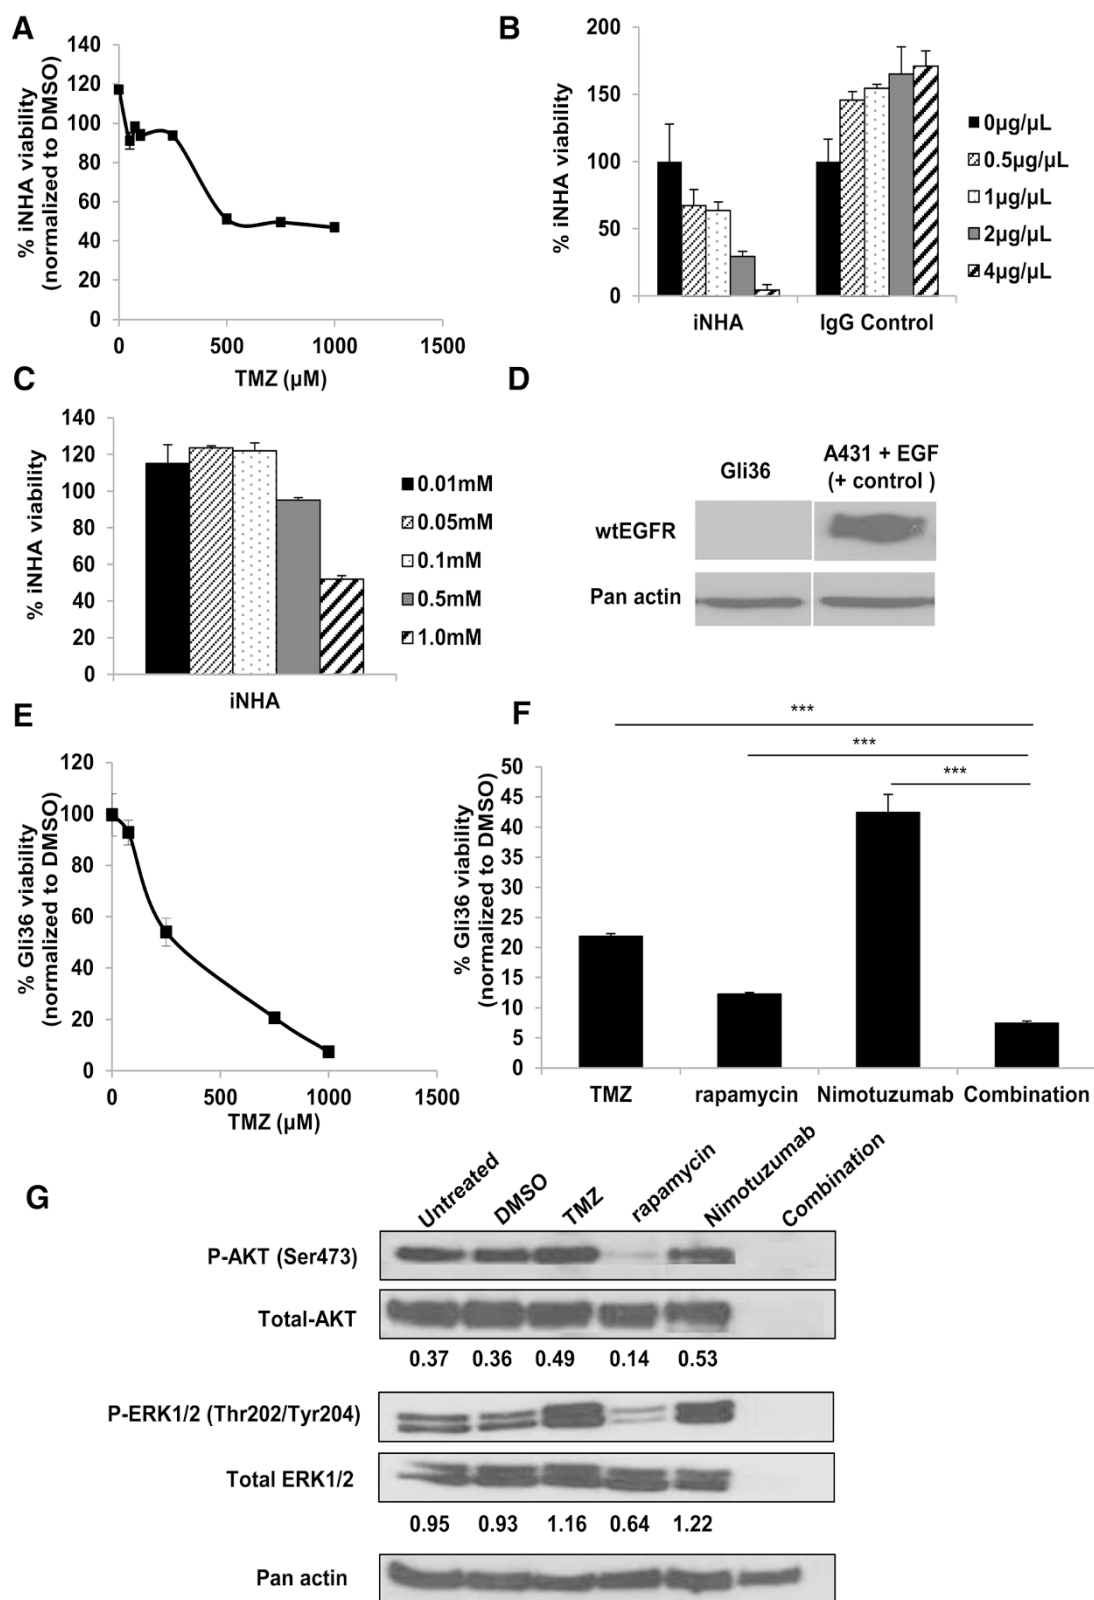 A
% iNHA viability
(normalized to DMSO)
140
120
100
80
60
40
20
0
0 500 1000 1500
TMZ (µM)
B
% iNHA viability
200
150
100
50
0
iNHA IgG Control
0µg/µL
0.5µg/µL
1µg/µL
2µg/µL
4µg/µL
C
% iNHA viability
140
120
100
80
60
40
20
0
iNHA
0.01mM
0.05mM
0.1mM
0.5mM
1.0mM
D
Gli36
A431 + EGF
(+ control )
wtEGFR
Pan actin
E
% Gli36 viability
(normalized to DMSO)
120
100
80
60
40
20
0
0 500 1000 1500
TMZ (µM)
F
% Gli36 viability
(normalized to DMSO)
***
***
***
50
45
40
35
30
25
20
15
10
5
0
TMZ rapamycin Nimotuzumab Combination
G
Untreated DMSO TMZ rapamycin Nimotuzumab Combination
P-AKT (Ser473)
Total-AKT
0.37 0.36 0.49 0.14 0.53
P-ERK1/2 (Thr202/Tyr204)
Total ERK1/2
0.95 0.93 1.16 0.64 1.22
Pan actin